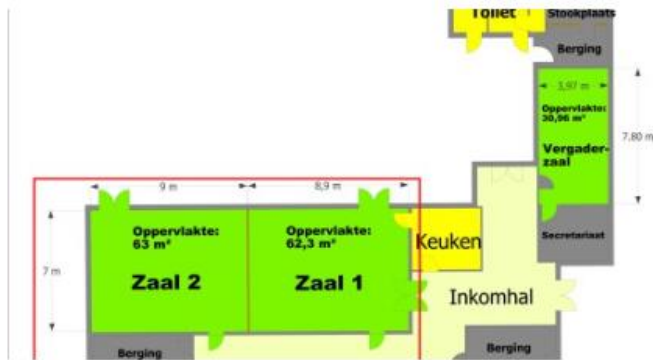 Toilet
Stookplaats
Berging
3,97 m
Oppervlakte:
30,96 m²
7,80 m
Vergader-
zaal
9 m
8,9 m
Oppervlakte:
63 m²
Oppervlakte:
62,3 m²
Keuken
Secretariaat
7 m
Zaal 2
Zaal 1
Inkomhal
Berging
Berging